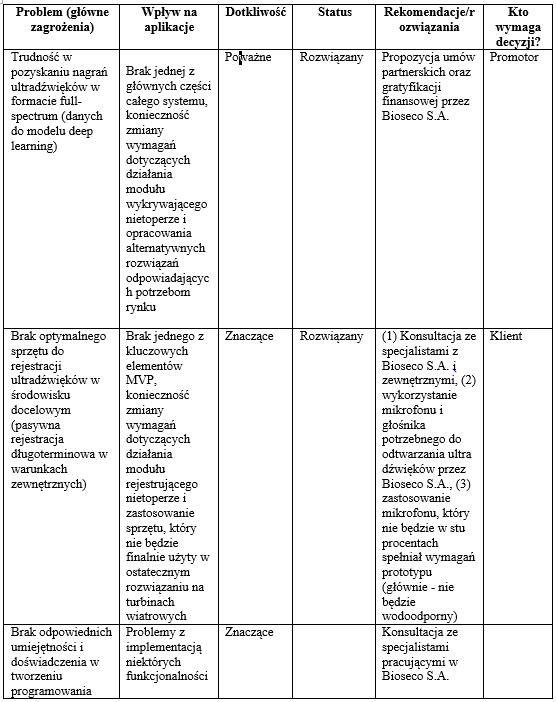 Problem (główne
zagrożenia)
Wpływ na
aplikacje
Dotkliwość
Status
Rekomendacje/r
ozwiązania
Kto
wymaga
decyzji?
Trudność w
pozyskaniu nagrań
ultradźwięków w
formacie full-
spectrum (danych
do modelu deep
learning)
Brak jednej z
głównych części
całego systemu,
konieczność
zmiany
wymagań
dotyczących
działania
modułu
wykrywającego
nietoperze i
opracowania
alternatywnych
rozwiązań
odpowiadającyc
h potrzebom
rynku
Poważne
Rozwiązany
Propozycja umów
partnerskich oraz
gratyfikacji
finansowej przez
Bioseco S.A.
Promotor
Brak optymalnego
sprzętu do
rejestracji
ultradźwięków w
środowisku
docelowym
(pasywna
rejestracja
długoterminowa w
warunkach
zewnętrznych)
Brak jednego z
kluczowych
elementów
MVP,
konieczność
zmiany
wymagań
dotyczących
działania
modułu
rejestrującego
nietoperze i
zastosowanie
sprzętu, który
nie będzie
finalnie użyty w
ostatecznym
rozwiązaniu na
turbinach
wiatrowych
Znaczące
Rozwiązany
(1) Konsultacja ze
specjalistami z
Bioseco S.A. i
zewnętrznymi, (2)
wykorzystanie
mikrofonu i
głośnika
potrzebnego do
odtwarzania ultra
dźwięków przez
Bioseco S.A., (3)
zastosowanie
mikrofonu, który
nie będzie w stu
procentach
spełniał wymagań
prototypu
(głównie - nie
będzie
wodoodporny)
Klient
Brak odpowiednich
umiejętności i
doświadczenia w
tworzeniu
programowania
Problemy z
implementacją
niektórych
funkcjonalności
Znaczące
Konsultacja ze
specjalistami
pracującymi w
Bioseco S.A.